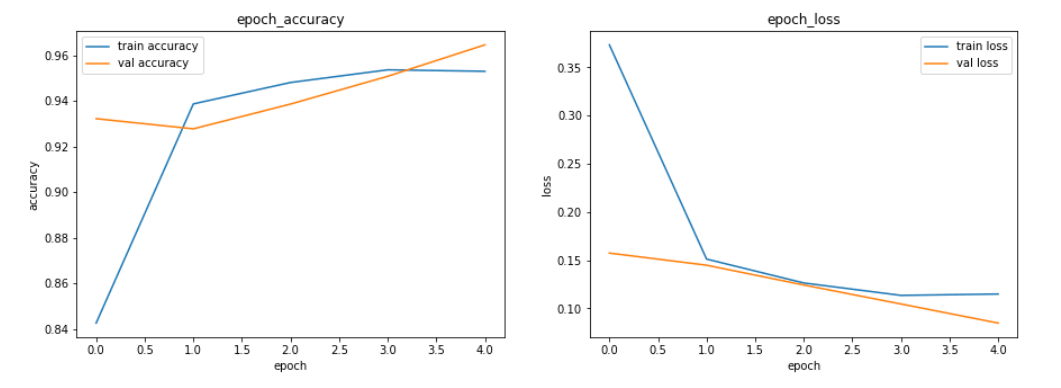 epoch_accuracy
train accuracy
val accuracy
accuracy
0.96
0.94
0.92
0.90
0.88
0.86
0.84
0.0 0.5 1.0 1.5 2.0 2.5 3.0 3.5 4.0
epoch
epoch_loss
train loss
val loss
loss
0.35
0.30
0.25
0.20
0.15
0.10
0.0 0.5 1.0 1.5 2.0 2.5 3.0 3.5 4.0
epoch